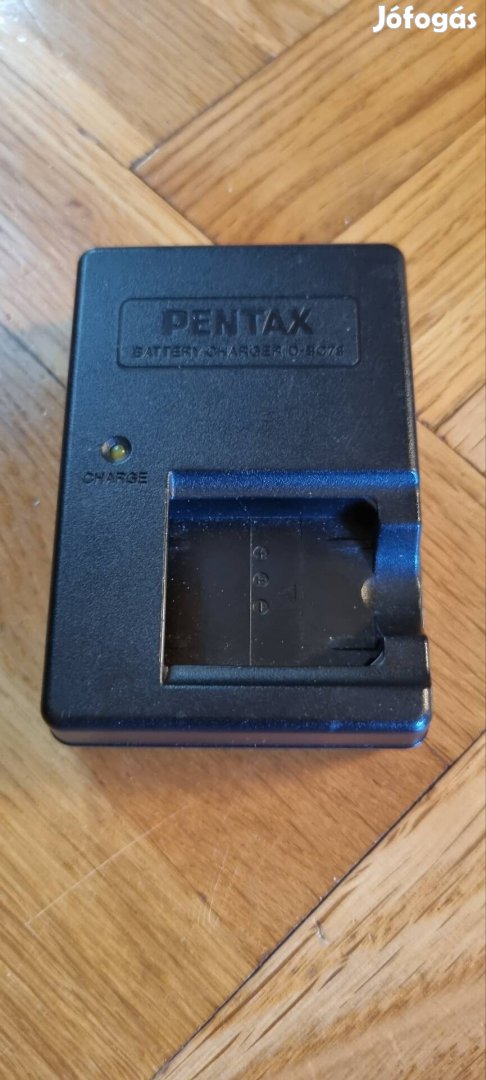 Jófogás
PENTAX
BATTERY CHARGER D-BC78
CHARGE